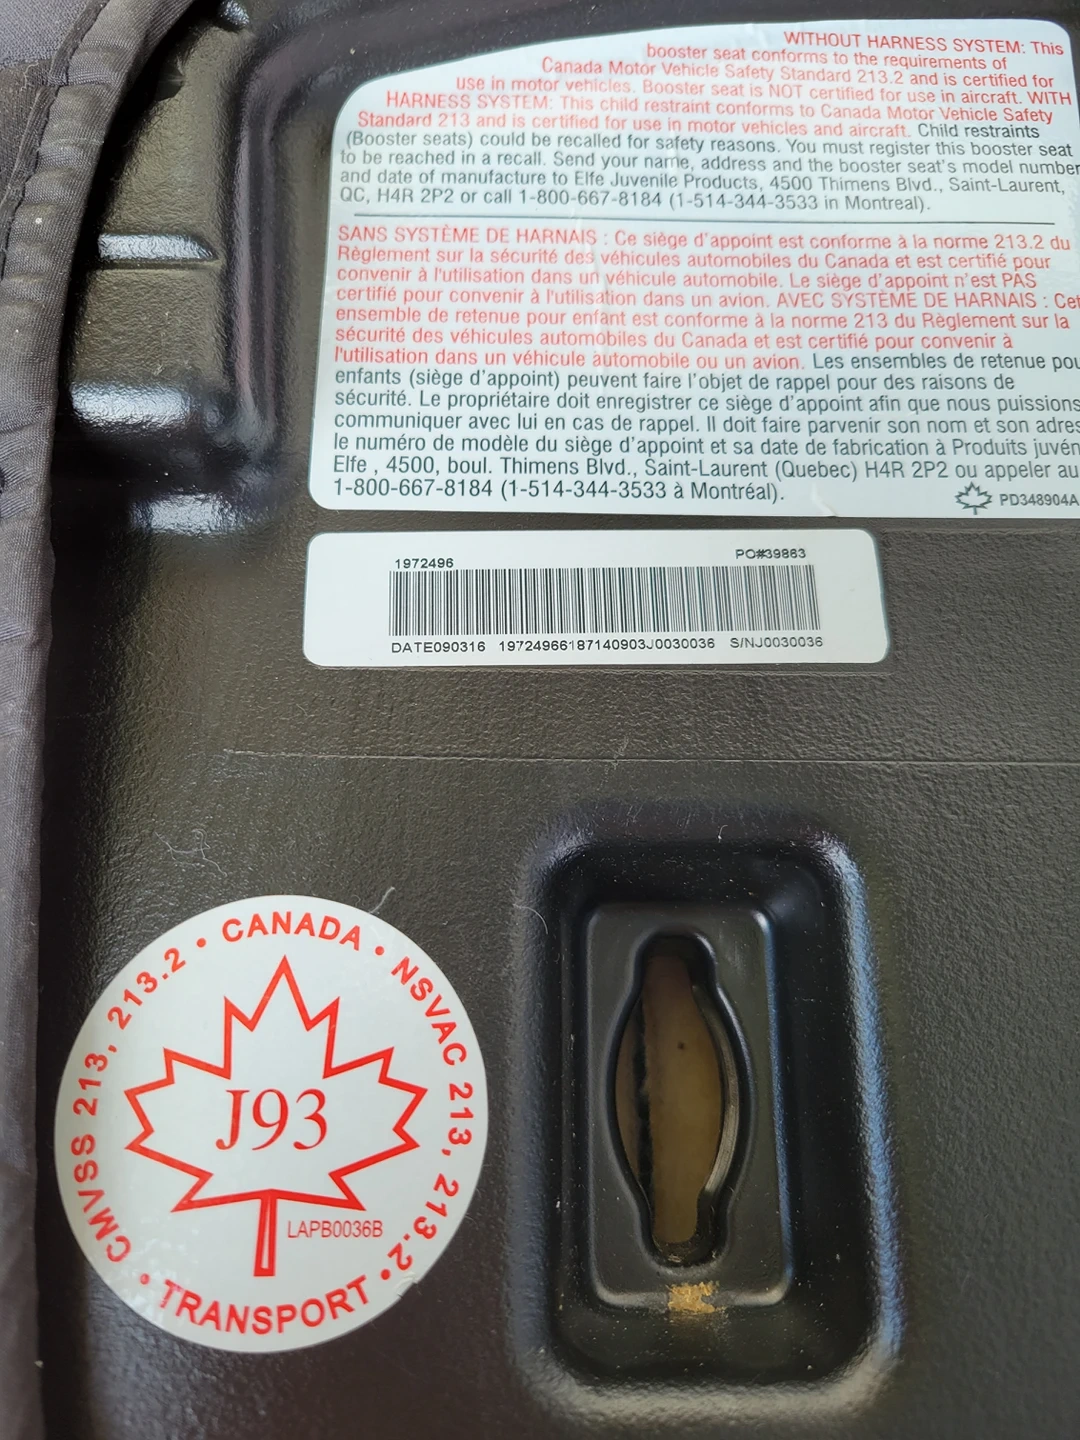 WITHOUT HARNESS SYSTEM: This
booster seat conforms to the requirements of
Canada Motor Vehicle Safety Standard 213.2 and is certified for
use in motor vehicles. Booster seat is NOT certified for use in aircraft. WITH
HARNESS SYSTEM: This child restraint conforms to Canada Motor Vehicle Safety
Standard 213 and is certified for use in motor vehicles and aircraft. Child restraints
(Booster seats) could be recalled for safety reasons. You must register this booster seat
to be reached in a recall. Send your name, address and the booster seat's model number
and date of manufacture to Elfe Juvenile Products, 4500 Thimens Blvd., Saint-Laurent,
QC, H4R 2P2 or call 1-800-667-8184 (1-514-344-3533 in Montreal).
SANS SYSTÈME DE HARNAIS : Ce siège d'appoint est conforme à la norme 213.2 du
Règlement sur la sécurité des véhicules automobiles du Canada et est certifié pour
convenir à l'utilisation dans un véhicule automobile. Le siège d'appoint n'est PAS
certifié pour convenir à l'utilisation dans un avion. AVEC SYSTÈME DE HARNAIS : Cet
ensemble de retenue pour enfant est conforme à la norme 213 du Règlement sur la
sécurité des véhicules automobiles du Canada et est certifié pour convenir à
l'utilisation dans un véhicule automobile ou un avion. Les ensembles de retenue pou
enfants (siège d'appoint) peuvent faire l'objet de rappel pour des raisons de
sécurité. Le propriétaire doit enregistrer ce siège d'appoint afin que nous puissions
communiquer avec lui en cas de rappel. Il doit faire parvenir son nom et son adres
le numéro de modèle du siège d'appoint et sa date de fabrication à Produits juvén
Elfe , 4500, boul. Thimens Blvd., Saint-Laurent (Quebec) H4R 2P2 ou appeler au
1-800-667-8184 (1-514-344-3533 à Montréal).
PD348904A
1972496 PO#39863
DATE090316 19724966187140903J0030036 S/NJ0030036
CMVSS 213, 213.2 • CANADA • NSVAC 213, 213.2 • TRANSPORT •
J93
LAPB0036B